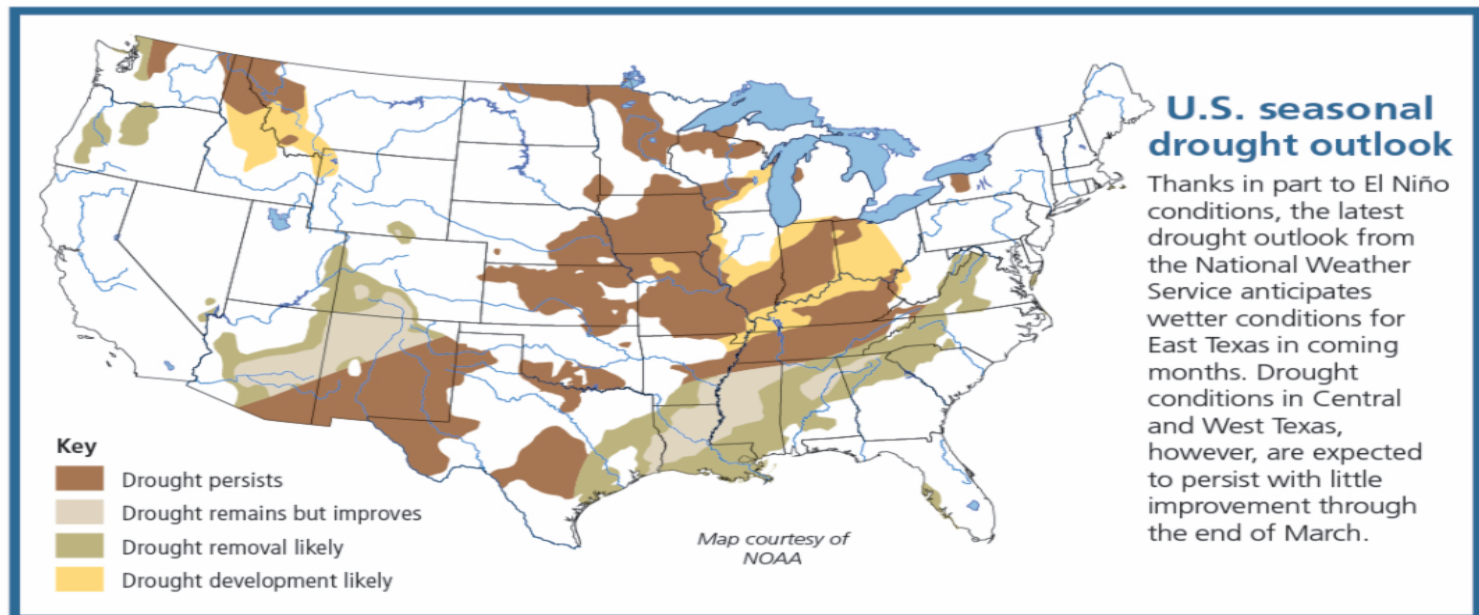 U.S. seasonal
drought outlook
Thanks in part to El Niño
conditions, the latest
drought outlook from
the National Weather
Service anticipates
wetter conditions for
East Texas in coming
months. Drought
conditions in Central
and West Texas,
however, are expected
to persist with little
improvement through
the end of March.
Key
Drought persists
Drought remains but improves
Drought removal likely
Drought development likely
Map courtesy of
NOAA